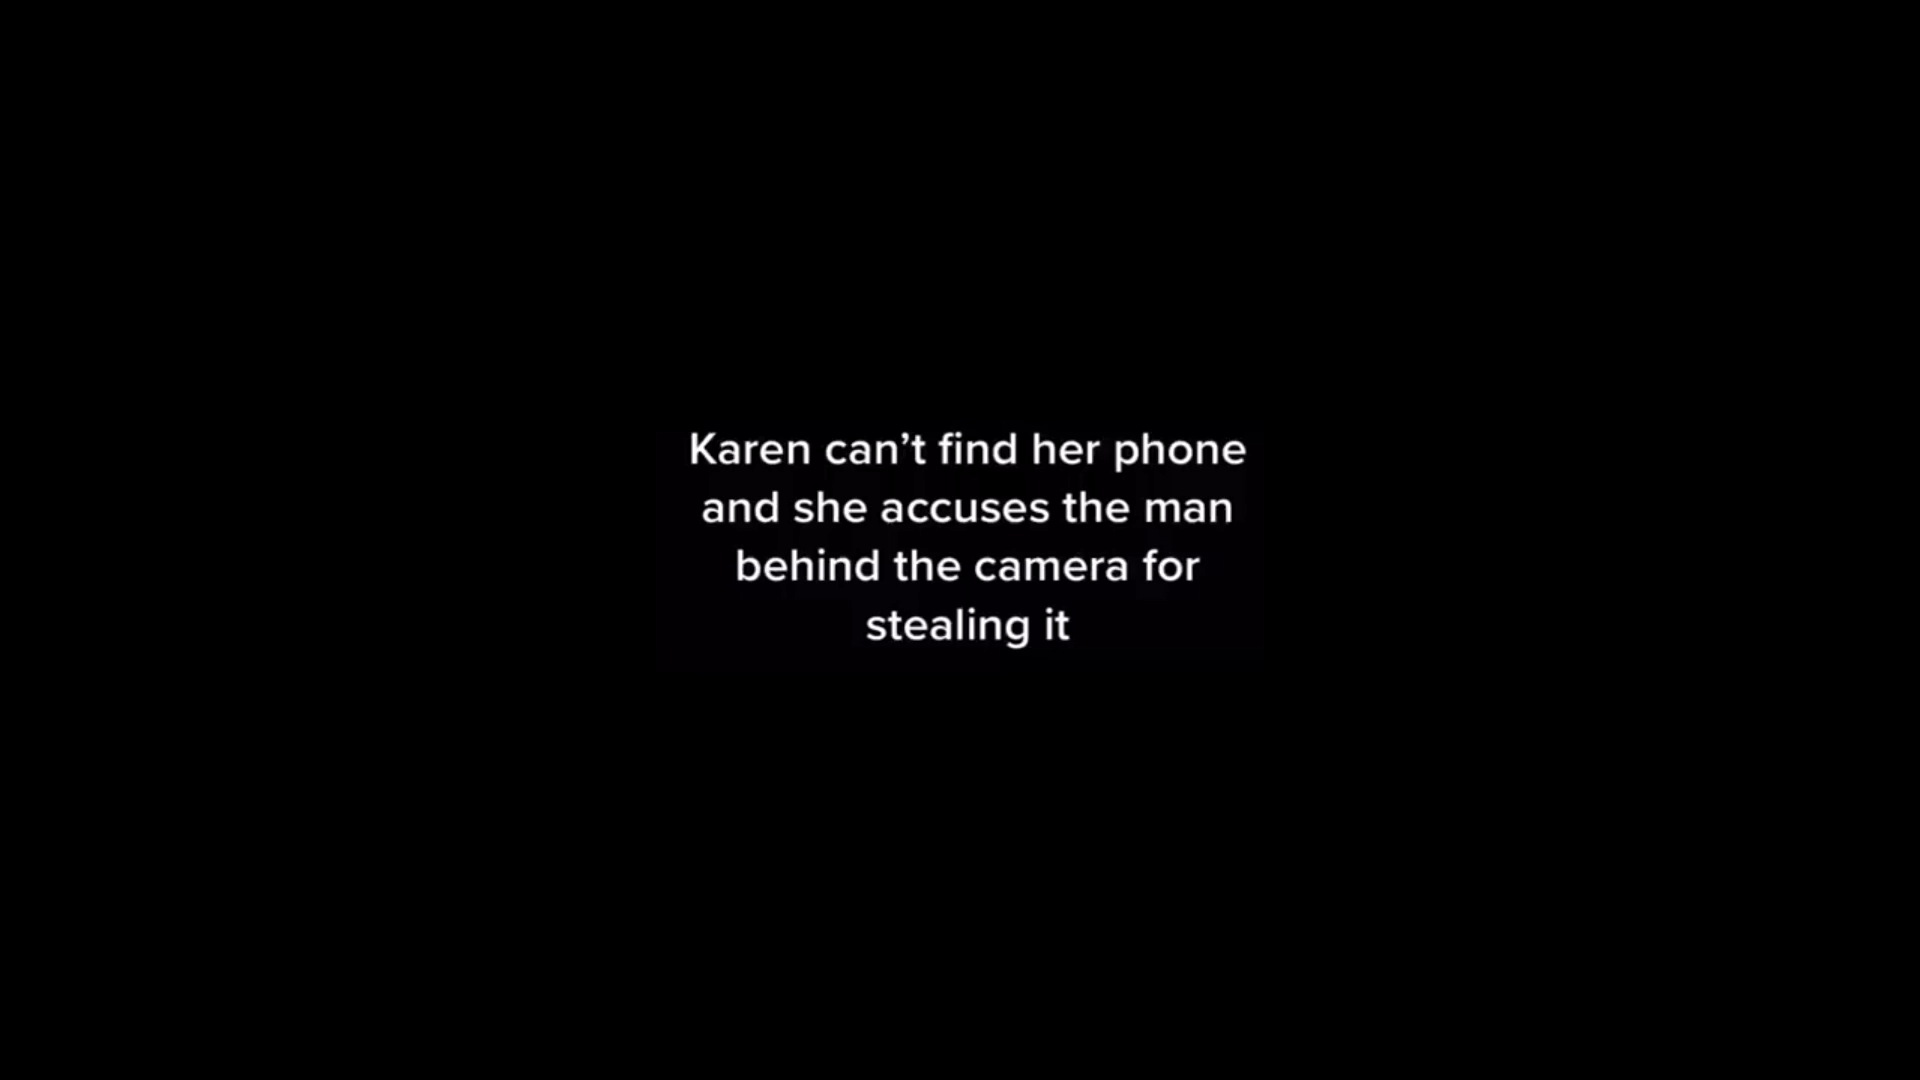 Karen can’t find her phone
and she accuses the man
behind the camera for
stealing it